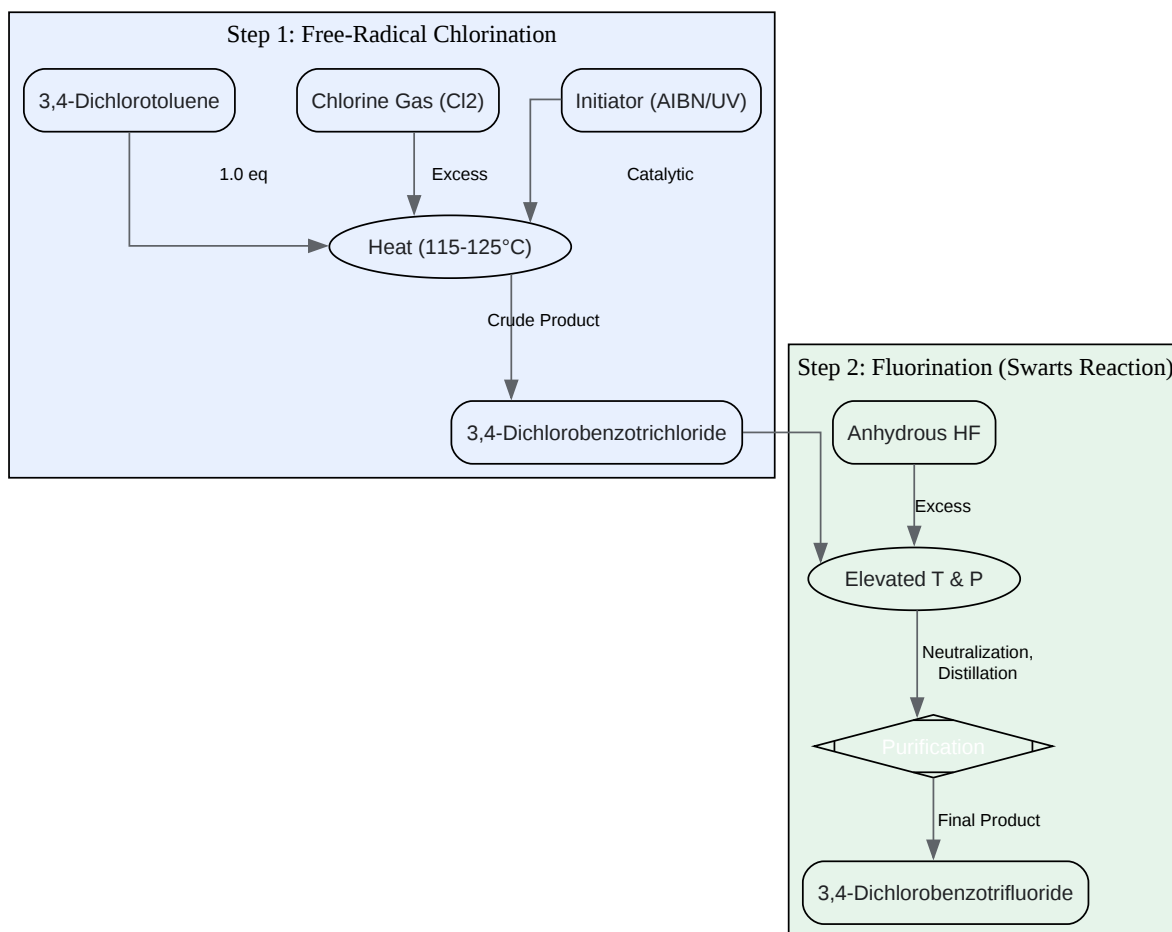 Step 1: Free-Radical Chlorination
3,4-Dichlorotoluene
Chlorine Gas (Cl2)
Initiator (AIBN/UV)
1.0 eq
Excess
Catalytic
Heat (115-125°C)
Crude Product
3,4-Dichlorobenzotrichloride
Step 2: Fluorination (Swarts Reaction)
Anhydrous HF
Excess
Elevated T & P
Neutralization,
Distillation
Purification
Final Product
3,4-Dichlorobenzotrifluoride